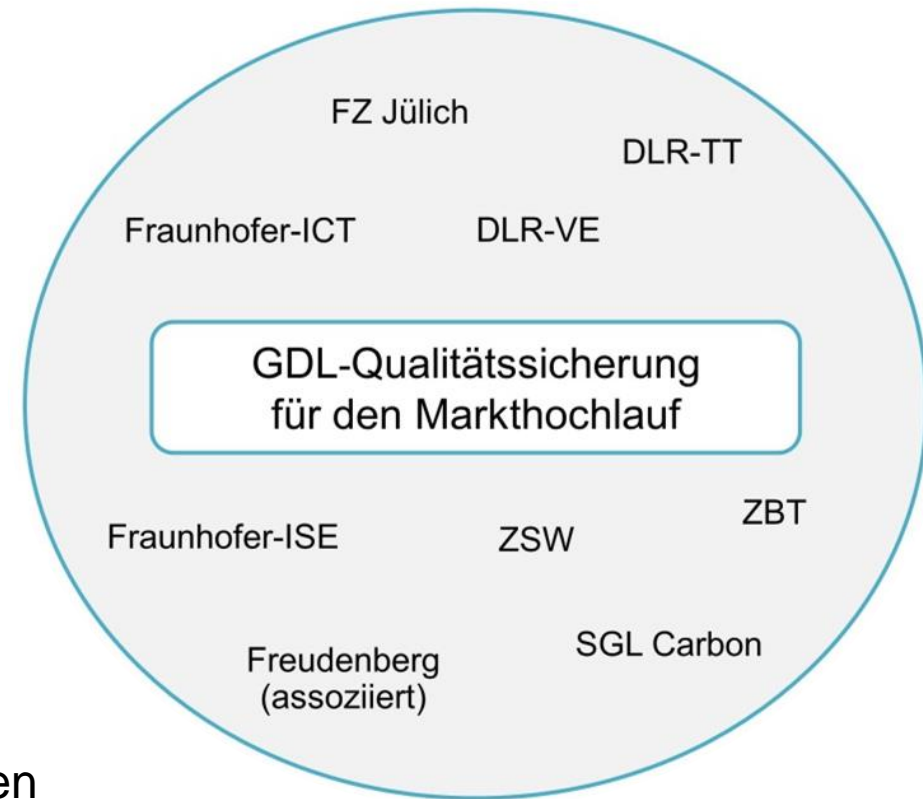 FZ Jülich
DLR-TT
Fraunhofer-ICT
DLR-VE
GDL-Qualitätssicherung
für den Markthochlauf
ZBT
Fraunhofer-ISE
ZSW
SGL Carbon
Freudenberg
(assoziiert)
en